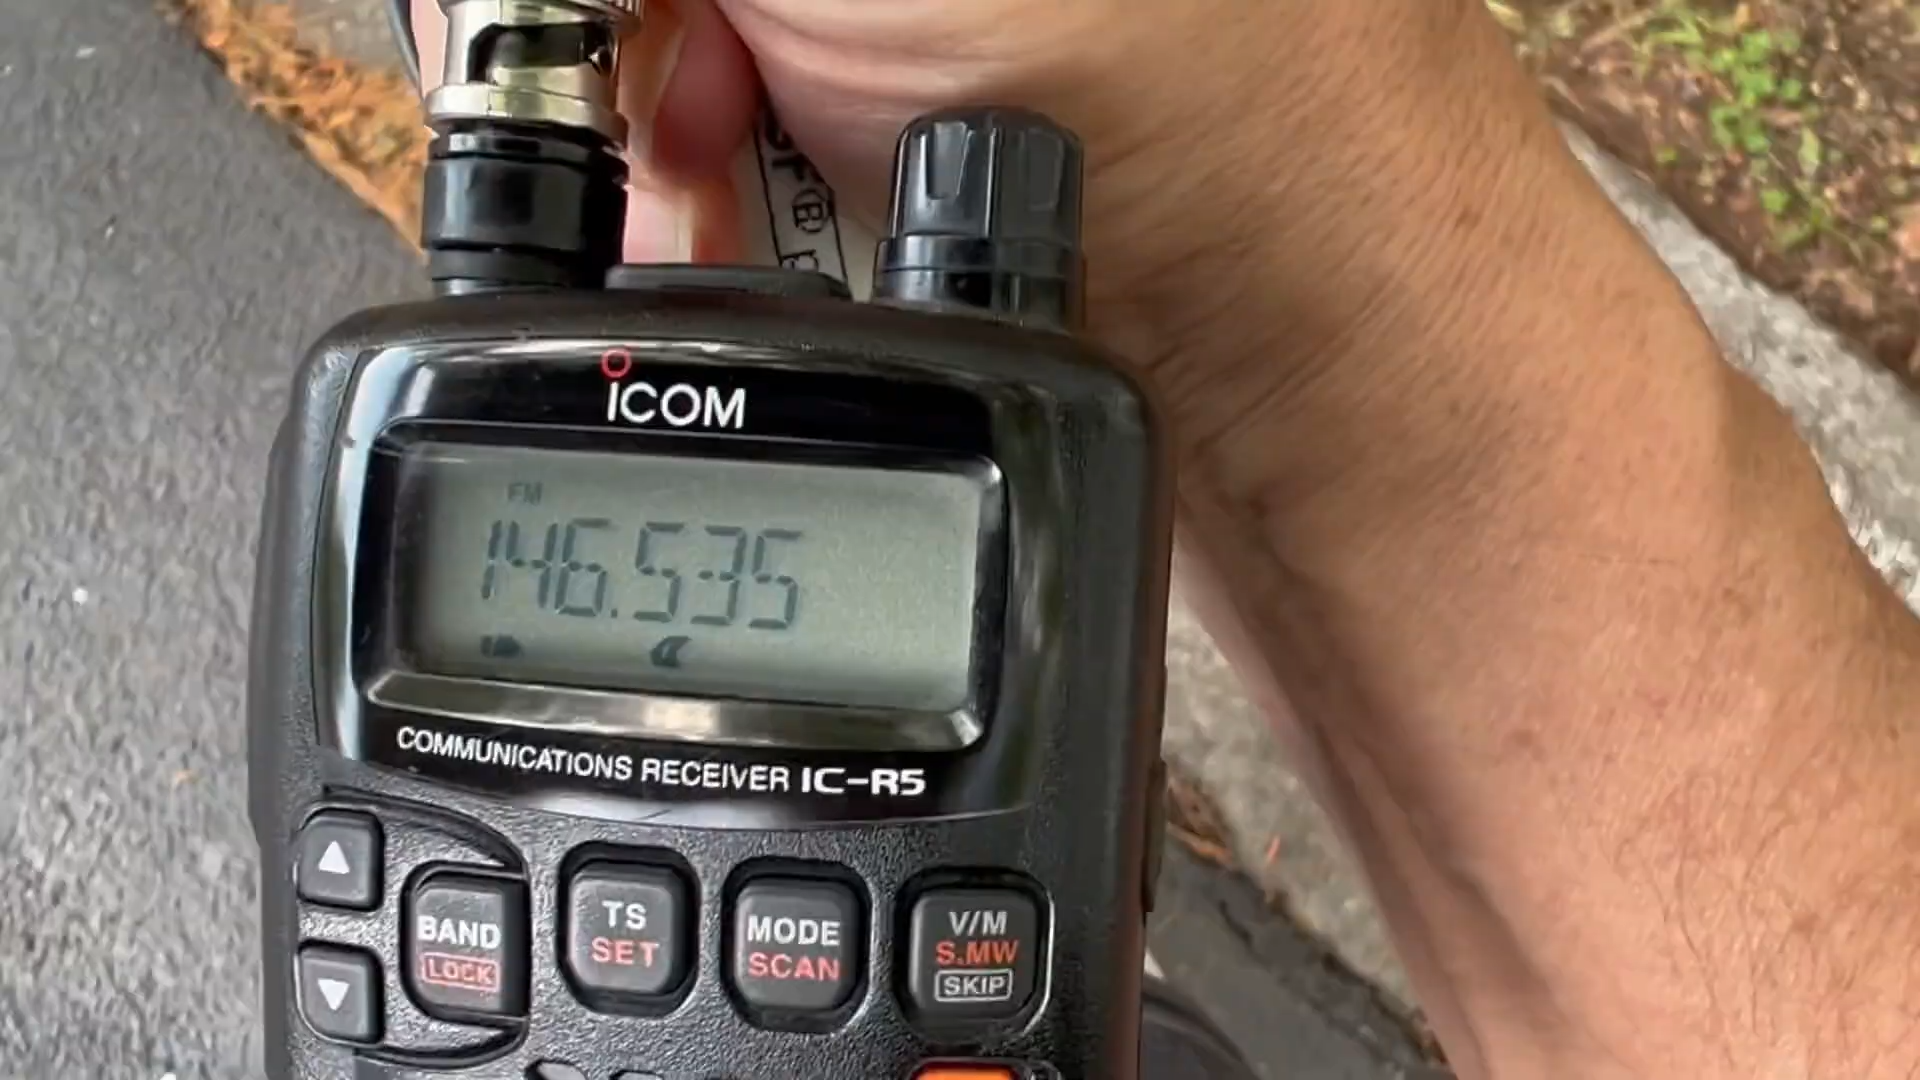 iCOM
FM
146.535
COMMUNICATIONS RECEIVER IC-R5
BAND
LOCK
TS
SET
MODE
SCAN
V/M
S.MW
SKIP